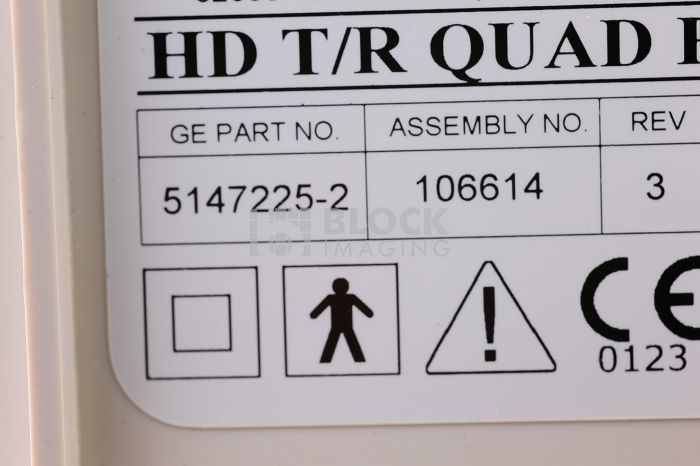 HD T/R QUAD
GE PART NO. ASSEMBLY NO. REV
5147225-2 106614 3
BLOCK
IMAGING
CE
0123